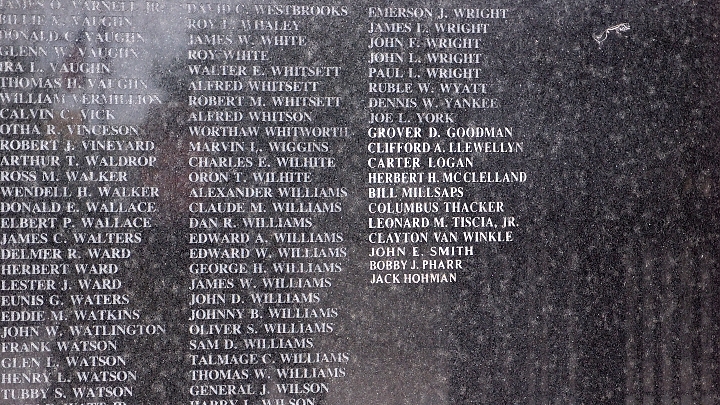 JR.
BILLIE A. VAUGHN
DONALD C. VAUGHN
GLENN W. VAUGHN
IRA L. VAUGHN
THOMAS H. VAUGHN
WILLIAM VERMILLION
CALVIN C. VICK
OTHA R. VINCESON
ROBERT J. VINEYARD
ARTHUR T. WALDROP
ROSS M. WALKER
WENDELL H. WALKER
DONALD E. WALLACE
ELBERT P. WALLACE
JAMES C. WALTERS
DELMER R. WARD
HERBERT WARD
LESTER J. WARD
EUNIS G. WATERS
EDDIE M. WATKINS
JOHN W. WATLINGTON
FRANK WATSON
GLEN L. WATSON
HENRY L. WATSON
TUBBY S. WATSON
DAVID C. WESTBROOKS
ROY L. WHALEY
JAMES W. WHITE
ROY WHITE
WALTER E. WHITSETT
ALFRED WHITSETT
ROBERT M. WHITSETT
ALFRED WHITSON
WORTHAW WHITWORTH
MARVIN L. WIGGINS
CHARLES E. WILHITE
ORON T. WILHITE
ALEXANDER WILLIAMS
CLAUDE M. WILLIAMS
DAN R. WILLIAMS
EDWARD A. WILLIAMS
EDWARD W. WILLIAMS
GEORGE H. WILLIAMS
JAMES W. WILLIAMS
JOHN D. WILLIAMS
JOHNNY B. WILLIAMS
OLIVER S. WILLIAMS
SAM D. WILLIAMS
TALMAGE C. WILLIAMS
THOMAS W. WILLIAMS
GENERAL J. WILSON
HARRY L. WILSON
EMERSON J. WRIGHT
JAMES L. WRIGHT
JOHN F. WRIGHT
JOHN L. WRIGHT
PAUL L. WRIGHT
RUBLE W. WYATT
DENNIS W. YANKEE
JOE L. YORK
GROVER D. GOODMAN
CLIFFORD A. LLEWELLYN
CARTER LOGAN
HERBERT H. MCCLELLAND
BILL MILLSAPS
COLUMBUS THACKER
LEONARD M. TISCIA, JR.
CLAYTON VAN WINKLE
JOHN E. SMITH
BOBBY J. PHARR
JACK HOHMAN